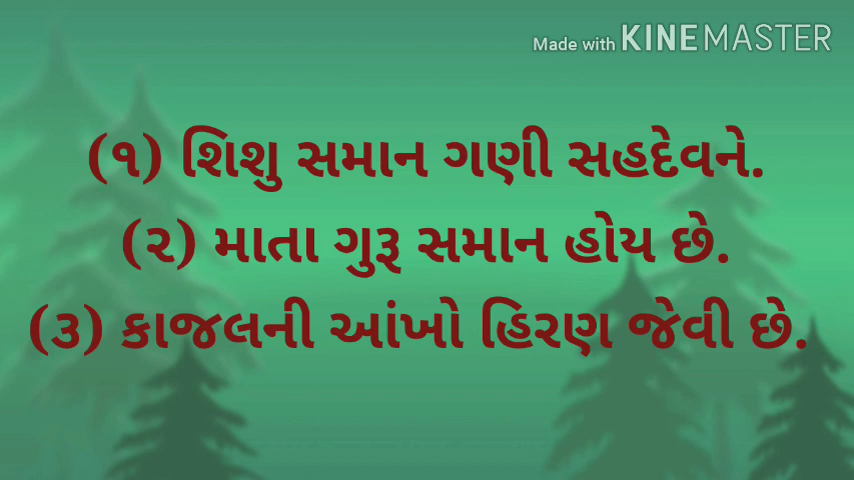 Made with KINEMASTER
(૧) શિશુ સમાન ગણી સહદેવને.
(૨) માતા ગુરૂ સમાન હોય છે.
(૩) કાજલની આંખો હિરણ જેવી છે.